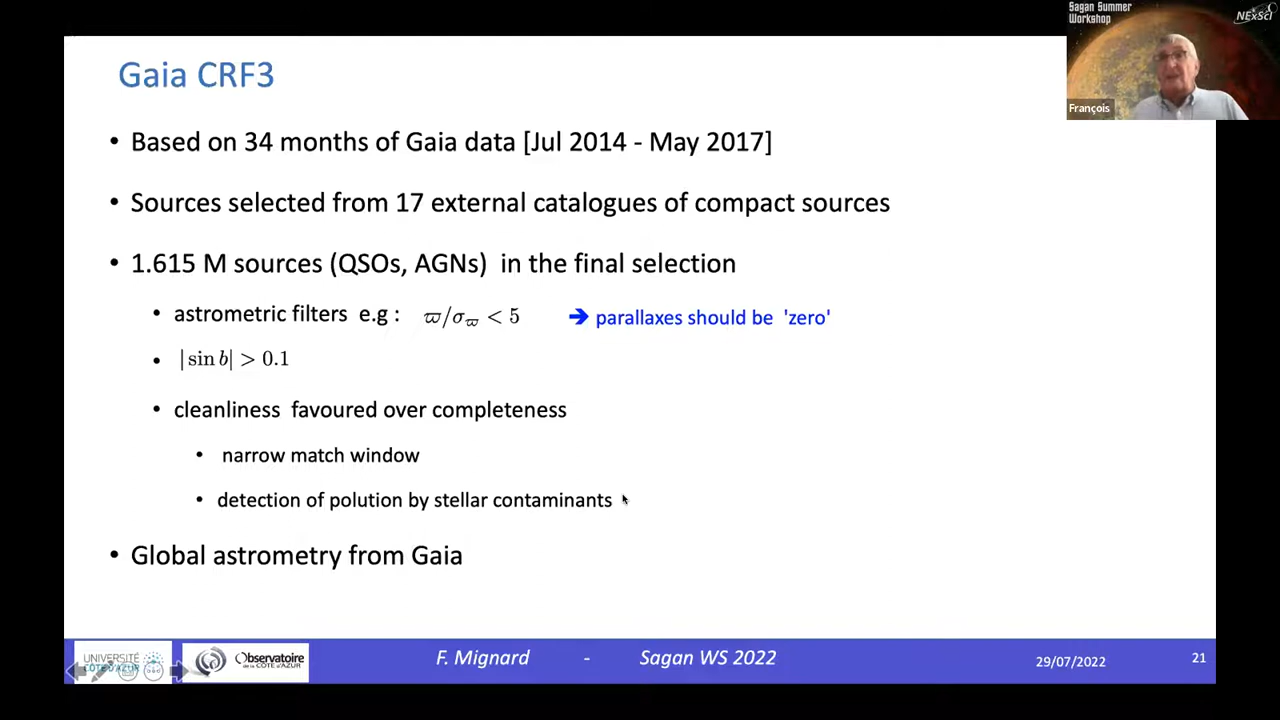 Sagan Summer
Workshop
NExScI
François
Gaia CRF3
• Based on 34 months of Gaia data [Jul 2014 - May 2017]
• Sources selected from 17 external catalogues of compact sources
• 1.615 M sources (QSOs, AGNs) in the final selection
• astrometric filters e.g : ϖ/σ_ϖ < 5 ➔ parallaxes should be 'zero'
• | sin b| > 0.1
• cleanliness favoured over completeness
• narrow match window
• detection of polution by stellar contaminants
• Global astrometry from Gaia
UNIVERSITÉ
CÔTE D'AZUR
Observatoire
de la CÔTE d'AZUR
F. Mignard - Sagan WS 2022
29/07/2022
21